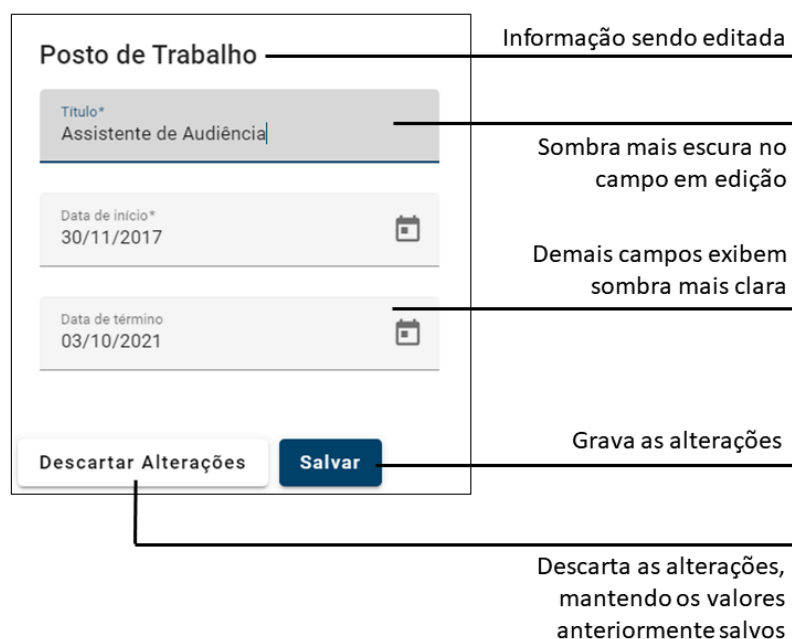 Posto de Trabalho
Informação sendo editada
Título*
Assistente de Audiência
Sombra mais escura no
campo em edição
Data de início*
30/11/2017
Demais campos exibem
sombra mais clara
Data de término
03/10/2021
Descartar Alterações
Salvar
Grava as alterações
Descarta as alterações,
mantendo os valores
anteriormente salvos